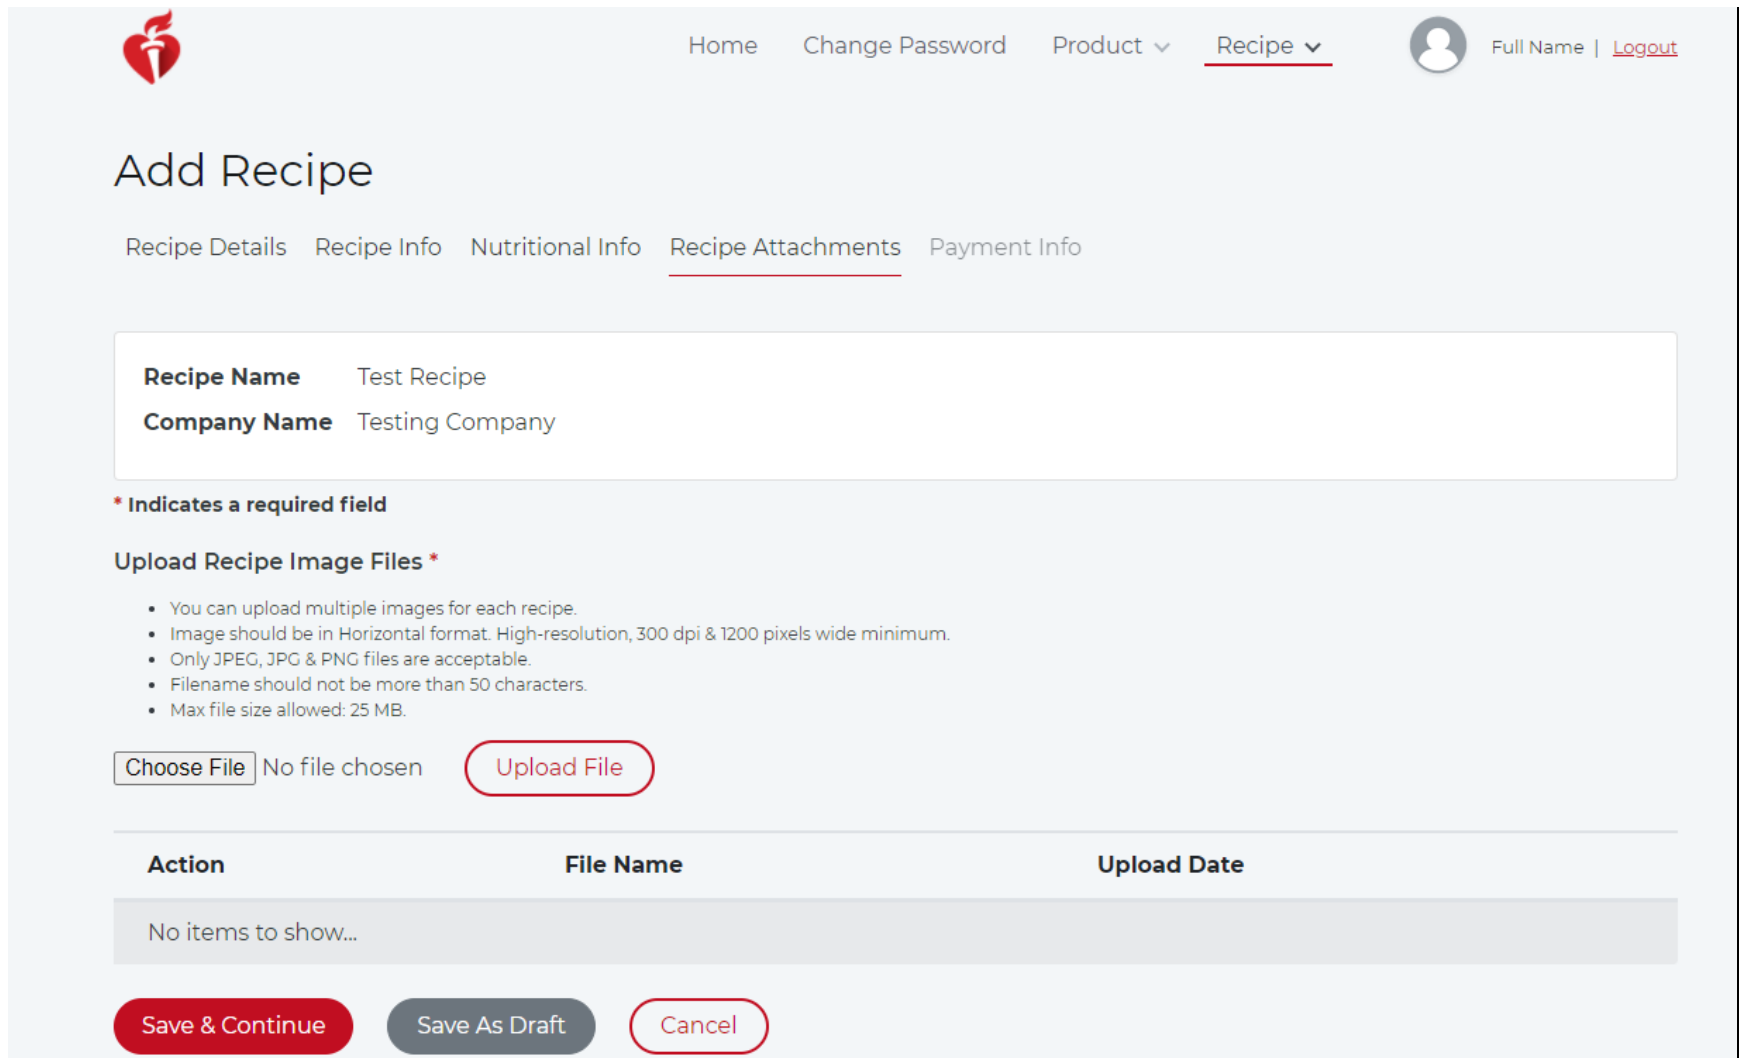 Home Change Password Product Recipe Full Name | Logout
Add Recipe
Recipe Details Recipe Info Nutritional Info Recipe Attachments Payment Info
Recipe Name Test Recipe
Company Name Testing Company
* Indicates a required field
Upload Recipe Image Files *
• You can upload multiple images for each recipe.
• Image should be in Horizontal format. High-resolution, 300 dpi & 1200 pixels wide minimum.
• Only JPEG, JPG & PNG files are acceptable.
• Filename should not be more than 50 characters.
• Max file size allowed: 25 MB.
Choose File No file chosen Upload File
Action File Name Upload Date
No items to show...
Save & Continue Save As Draft Cancel